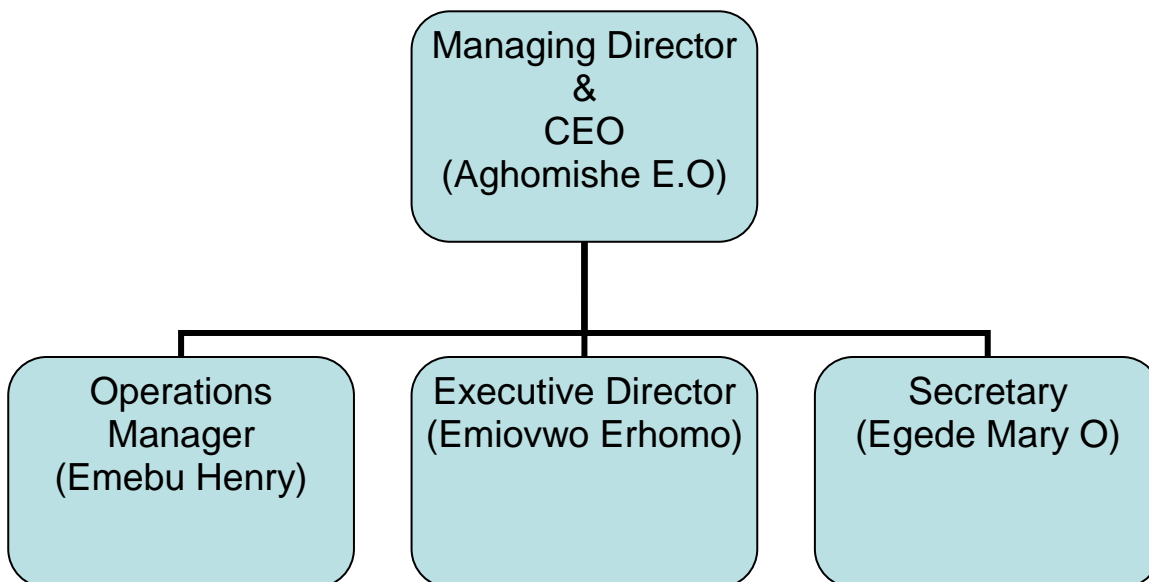 Managing Director
&
CEO
(Aghomishe E.O)
Operations
Manager
(Emebu Henry)
Executive Director
(Emiovwo Erhomo)
Secretary
(Egede Mary O)